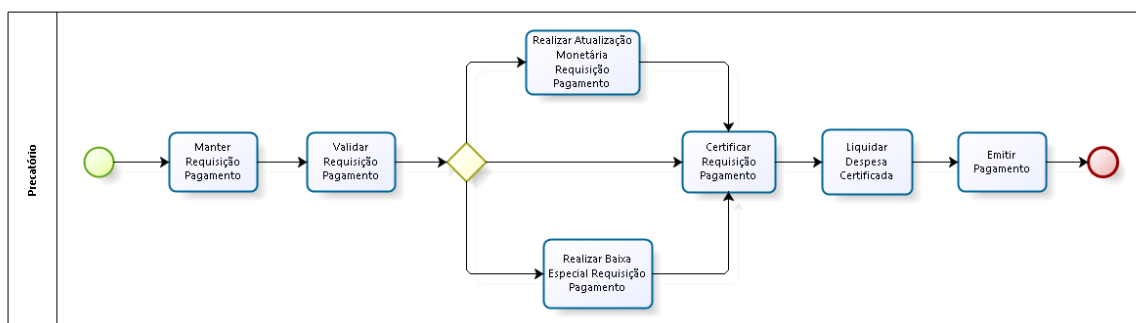 Precatório
Manter
Requisição
Pagamento
Validar
Requisição
Pagamento
Realizar Atualização
Monetária
Requisição
Pagamento
Realizar Baixa
Especial Requisição
Pagamento
Certificar
Requisição
Pagamento
Liquidar
Despesa
Certificada
Emitir
Pagamento